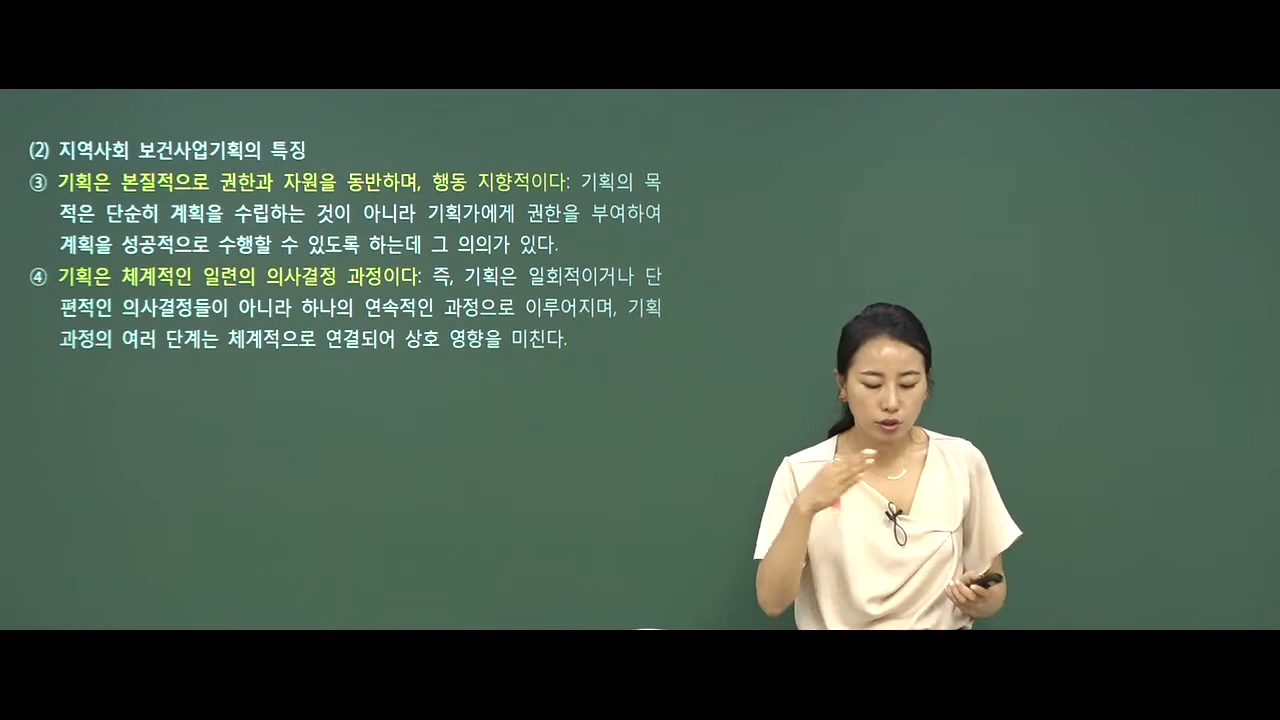 (2) 지역사회 보건사업기획의 특징
③ 기획은 본질적으로 권한과 자원을 동반하며, 행동 지향적이다: 기획의 목
적은 단순히 계획을 수립하는 것이 아니라 기획가에게 권한을 부여하여
계획을 성공적으로 수행할 수 있도록 하는데 그 의의가 있다.
④ 기획은 체계적인 일련의 의사결정 과정이다: 즉, 기획은 일회적이거나 단
편적인 의사결정들이 아니라 하나의 연속적인 과정으로 이루어지며, 기획
과정의 여러 단계는 체계적으로 연결되어 상호 영향을 미친다.